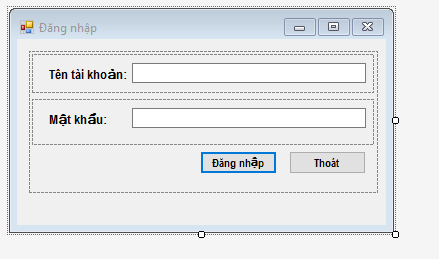 Đăng nhập
Tên tài khoản:
Mật khẩu:
Đăng nhập Thoát